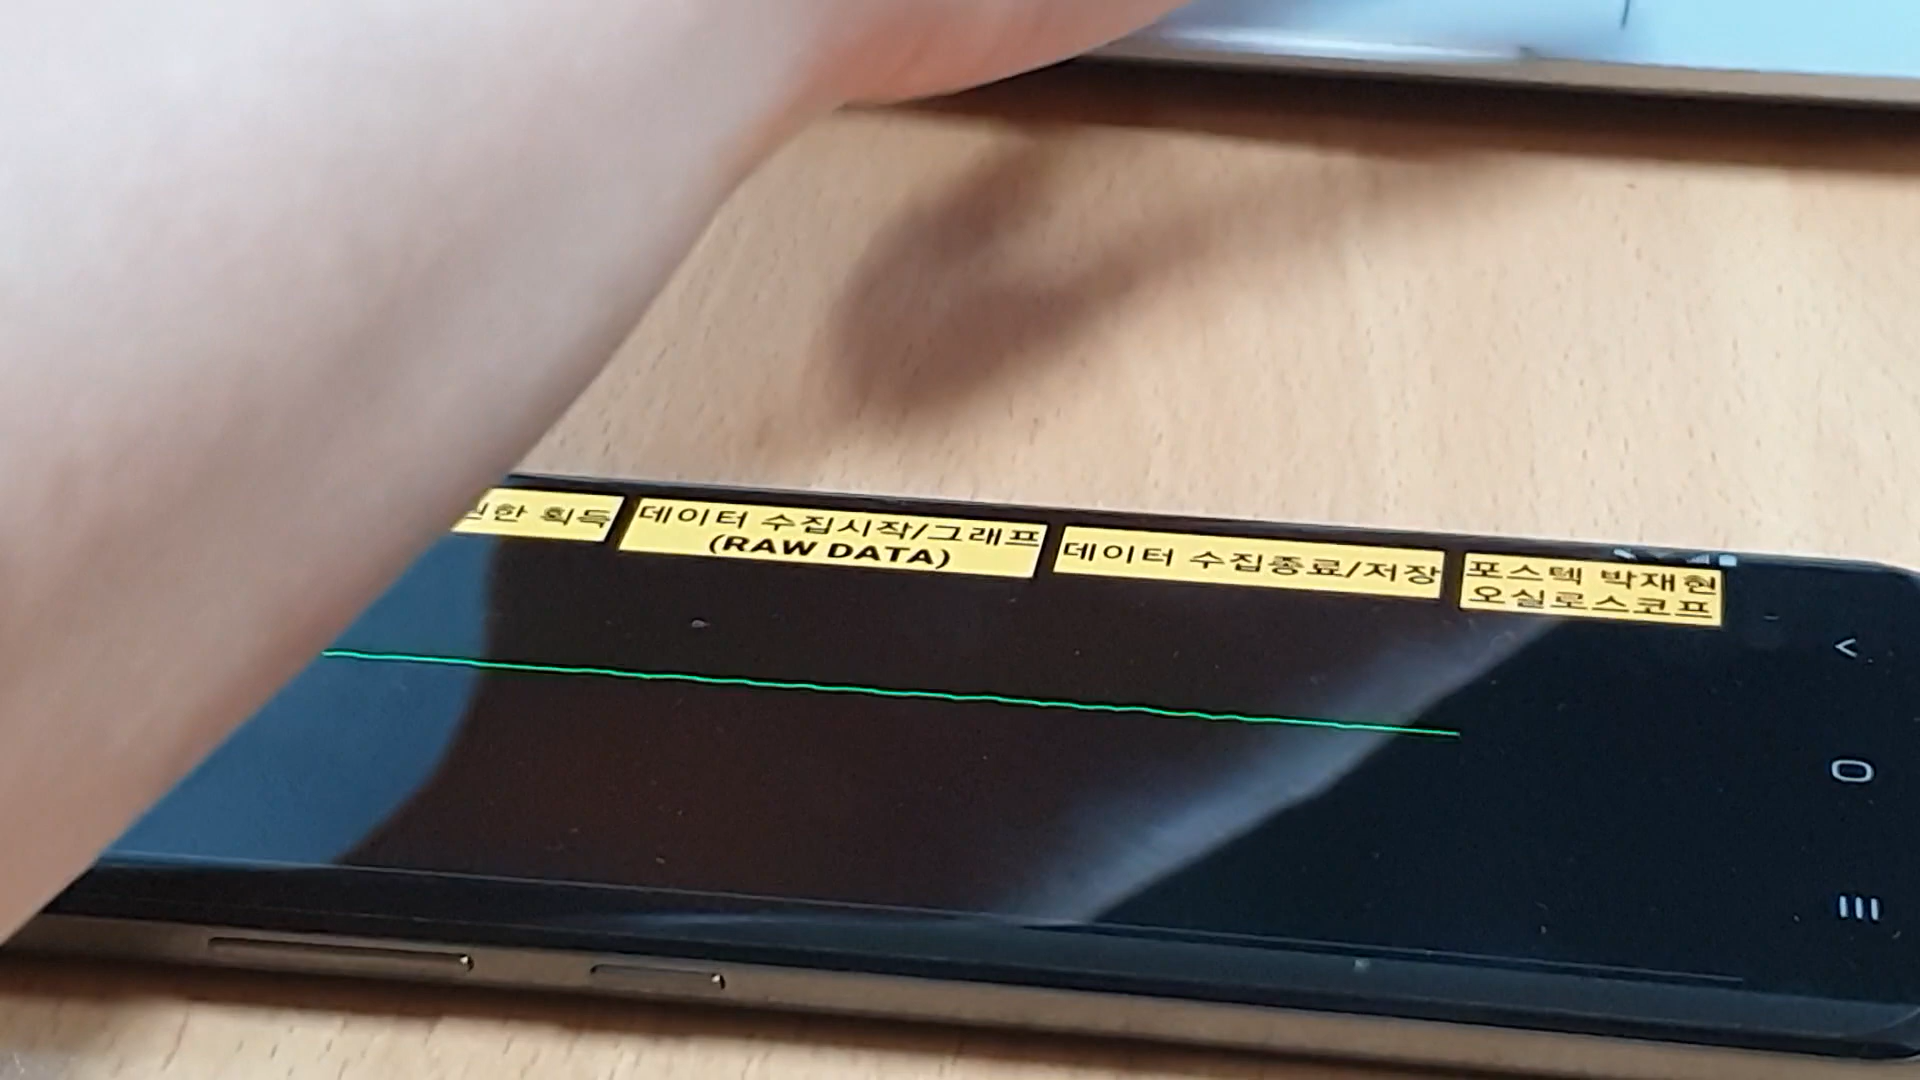 획득
데이터 수집시작/그래프
(RAW DATA)
데이터 수집종료/저장
포스텍 박재현
오실로스코프